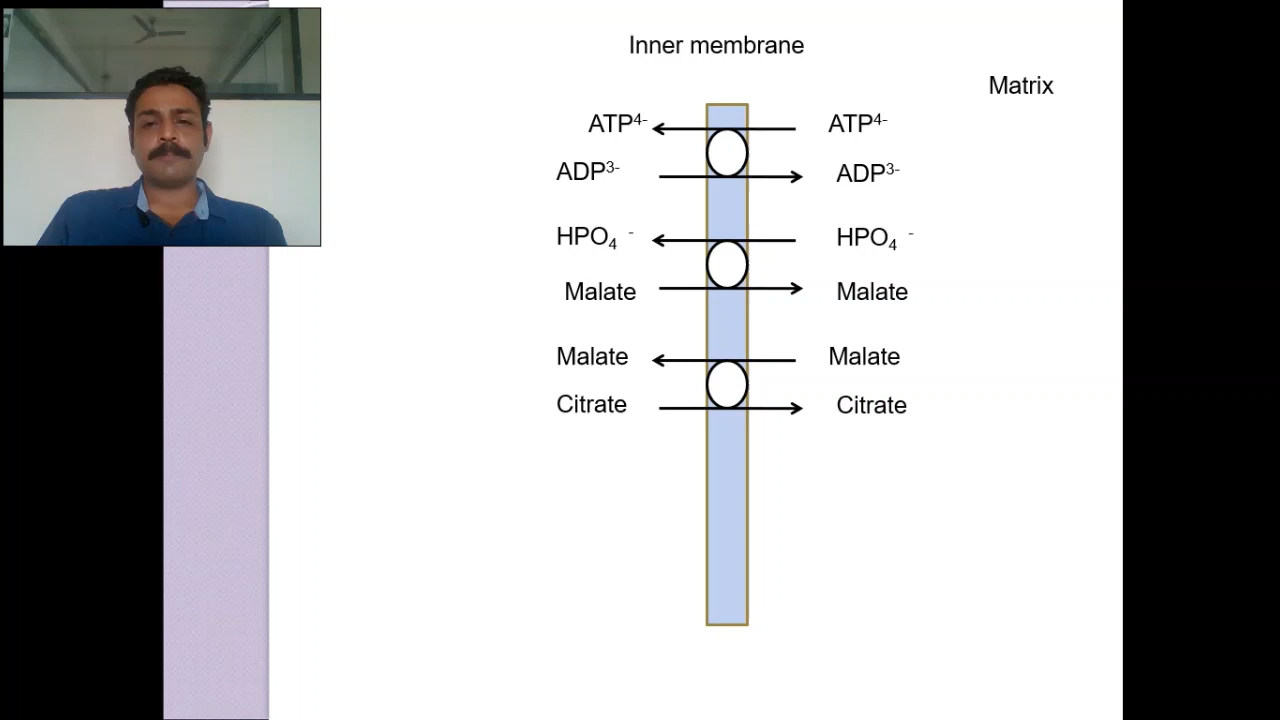 Inner membrane
Matrix
ATP⁴⁻ ATP⁴⁻
ADP³⁻ ADP³⁻
HPO₄ ⁻ HPO₄ ⁻
Malate Malate
Malate Malate
Citrate Citrate